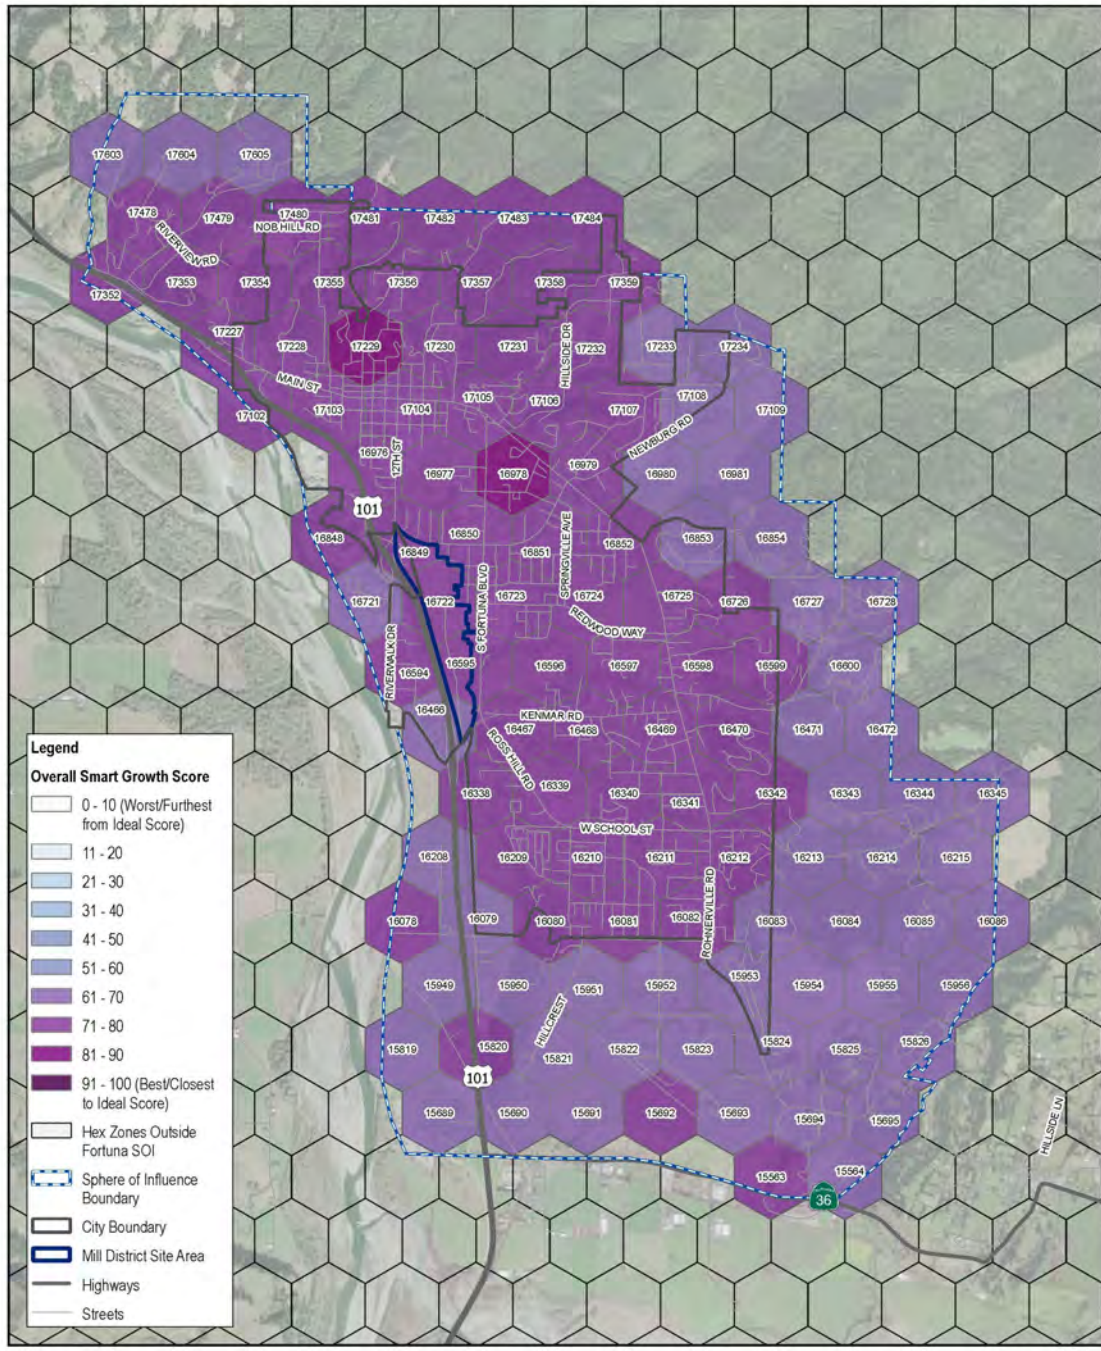 17603 17604 17605
17478 17479 17480 17481 17482 17483 17484
NOB HILL RD
RIVERVIEW RD
17352 17353 17354 17355 17356 17357 17358 17359
17227 17228 17229 17230 17231 17232 17233 17234
HILLSIDE DR
MAIN ST
17102 17103 17104 17105 17106 17107 17108 17109
NEWBURG RD
12TH ST
16976 16977 16978 16979 16980 16981
101
16848 16849 16850 16851 16852 16853 16854
SPRINGVILLE AVE
S FORTUNA BLVD
16721 16722 16723 16724 16725 16726 16727 16728
REDWOOD WAY
RIVERWALK DR
16594 16595 16596 16597 16598 16599 16600
KENMAR RD
16466 16467 16468 16469 16470 16471 16472
ROSS HILL RD
16338 16339 16340 16341 16342 16343 16344 16345
W SCHOOL ST
16208 16209 16210 16211 16212 16213 16214 16215
ROHNERVILLE RD
16078 16079 16080 16081 16082 16083 16084 16085 16086
15949 15950 15951 15952 15953 15954 15955 15956
HILLCREST
15819 15820 15821 15822 15823 15824 15825 15826
101
15689 15690 15691 15692 15693 15694 15695
HILLSIDE LN
15563 15564
36
Legend
Overall Smart Growth Score
0 - 10 (Worst/Furthest
from Ideal Score)
11 - 20
21 - 30
31 - 40
41 - 50
51 - 60
61 - 70
71 - 80
81 - 90
91 - 100 (Best/Closest
to Ideal Score)
Hex Zones Outside
Fortuna SOI
Sphere of Influence
Boundary
City Boundary
Mill District Site Area
Highways
Streets